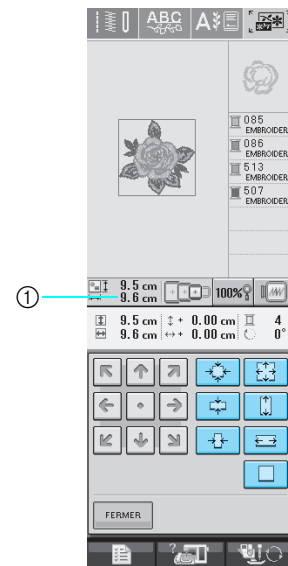 ABC A
085
EMBROIDER
086
EMBROIDER
513
EMBROIDER
507
EMBROIDER
9.5 cm
9.6 cm 100%
1
9.5 cm + 0.00 cm 4
9.6 cm + 0.00 cm 0°
FERMER
?